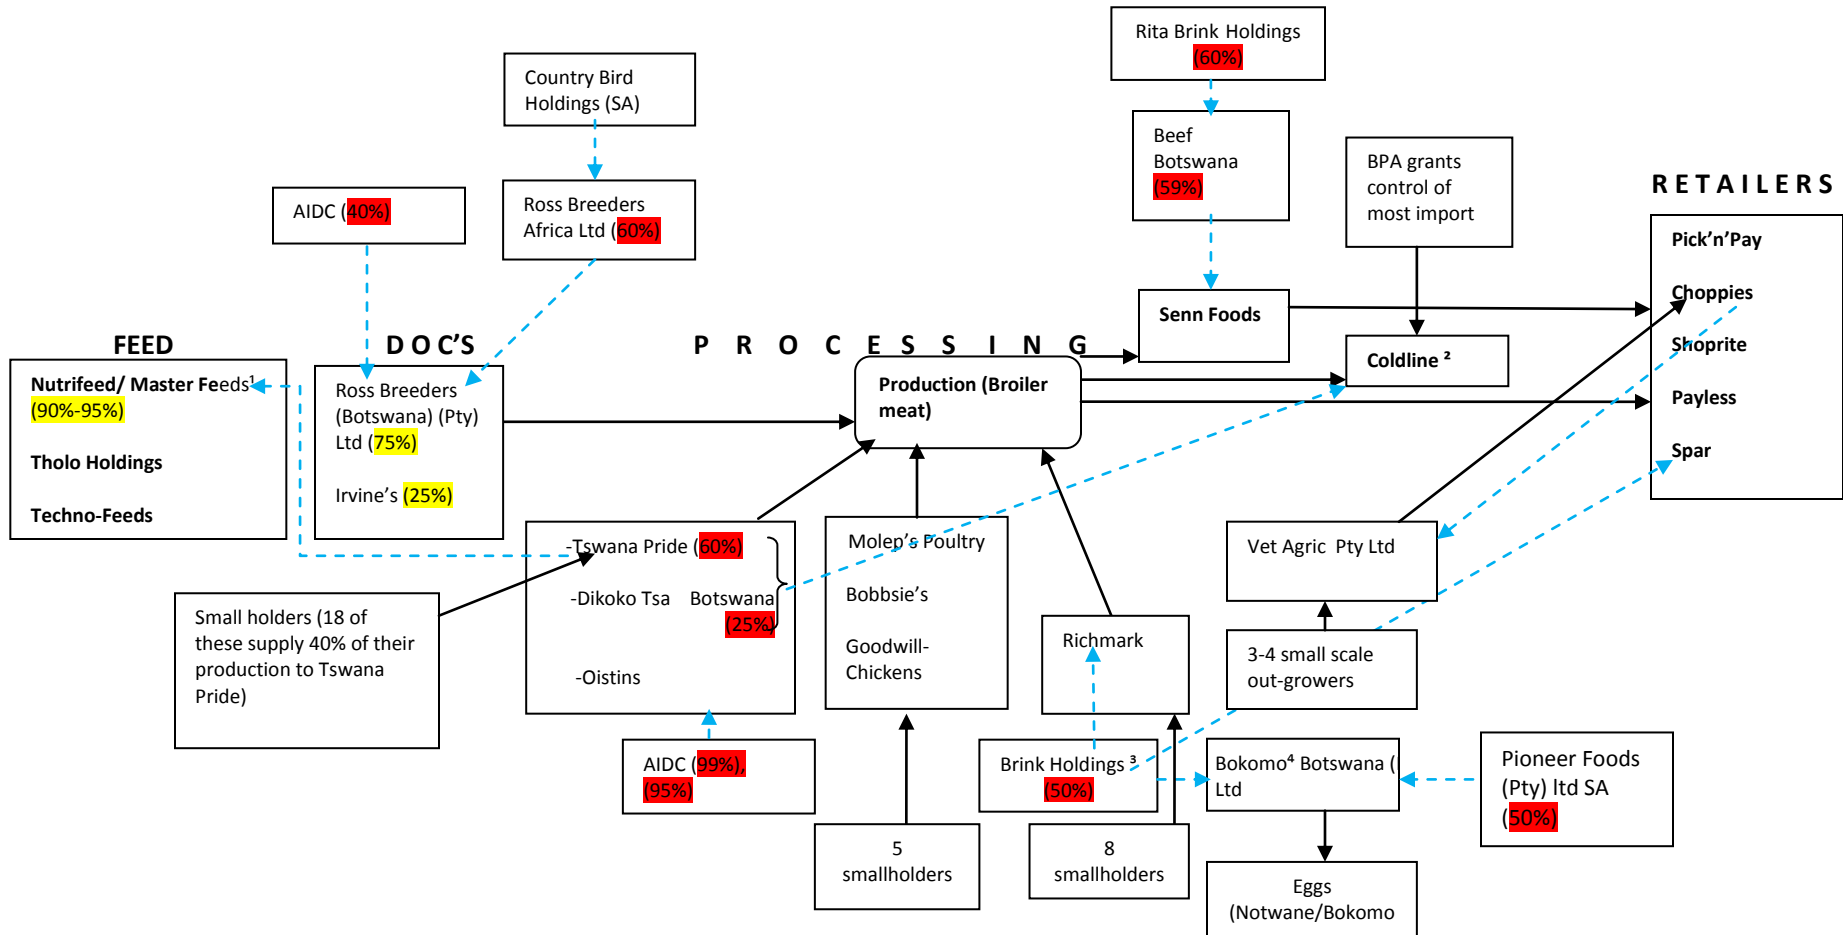 Rita Brink Holdings
(60%)
Country Bird
Holdings (SA)
Beef
Botswana
(59%)
BPA grants
control of
most import
RETAILERS
AIDC (40%)
Ross Breeders
Africa Ltd (60%)
Pick’n’Pay
Choppies
Shoprite
Payless
Spar
Senn Foods
Coldline ²
FEED
DOC’S
PROCESSING
Nutrifeed/ Master Feeds¹
(90%-95%)
Tholo Holdings
Techno-Feeds
Ross Breeders
(Botswana) (Pty)
Ltd (75%)
Irvine’s (25%)
Production (Broiler
meat)
-Tswana Pride (60%)
-Dikoko Tsa Botswana
(25%)
-Oistins
Molep’s Poultry
Bobbsie’s
Goodwill-
Chickens
Richmark
Vet Agric Pty Ltd
Small holders (18 of
these supply 40% of their
production to Tswana
Pride)
3-4 small scale
out-growers
AIDC (99%),
(95%)
Brink Holdings ³
(50%)
Bokomo⁴ Botswana (
Ltd
Pioneer Foods
(Pty) ltd SA
(50%)
5
smallholders
8
smallholders
Eggs
(Notwane/Bokomo